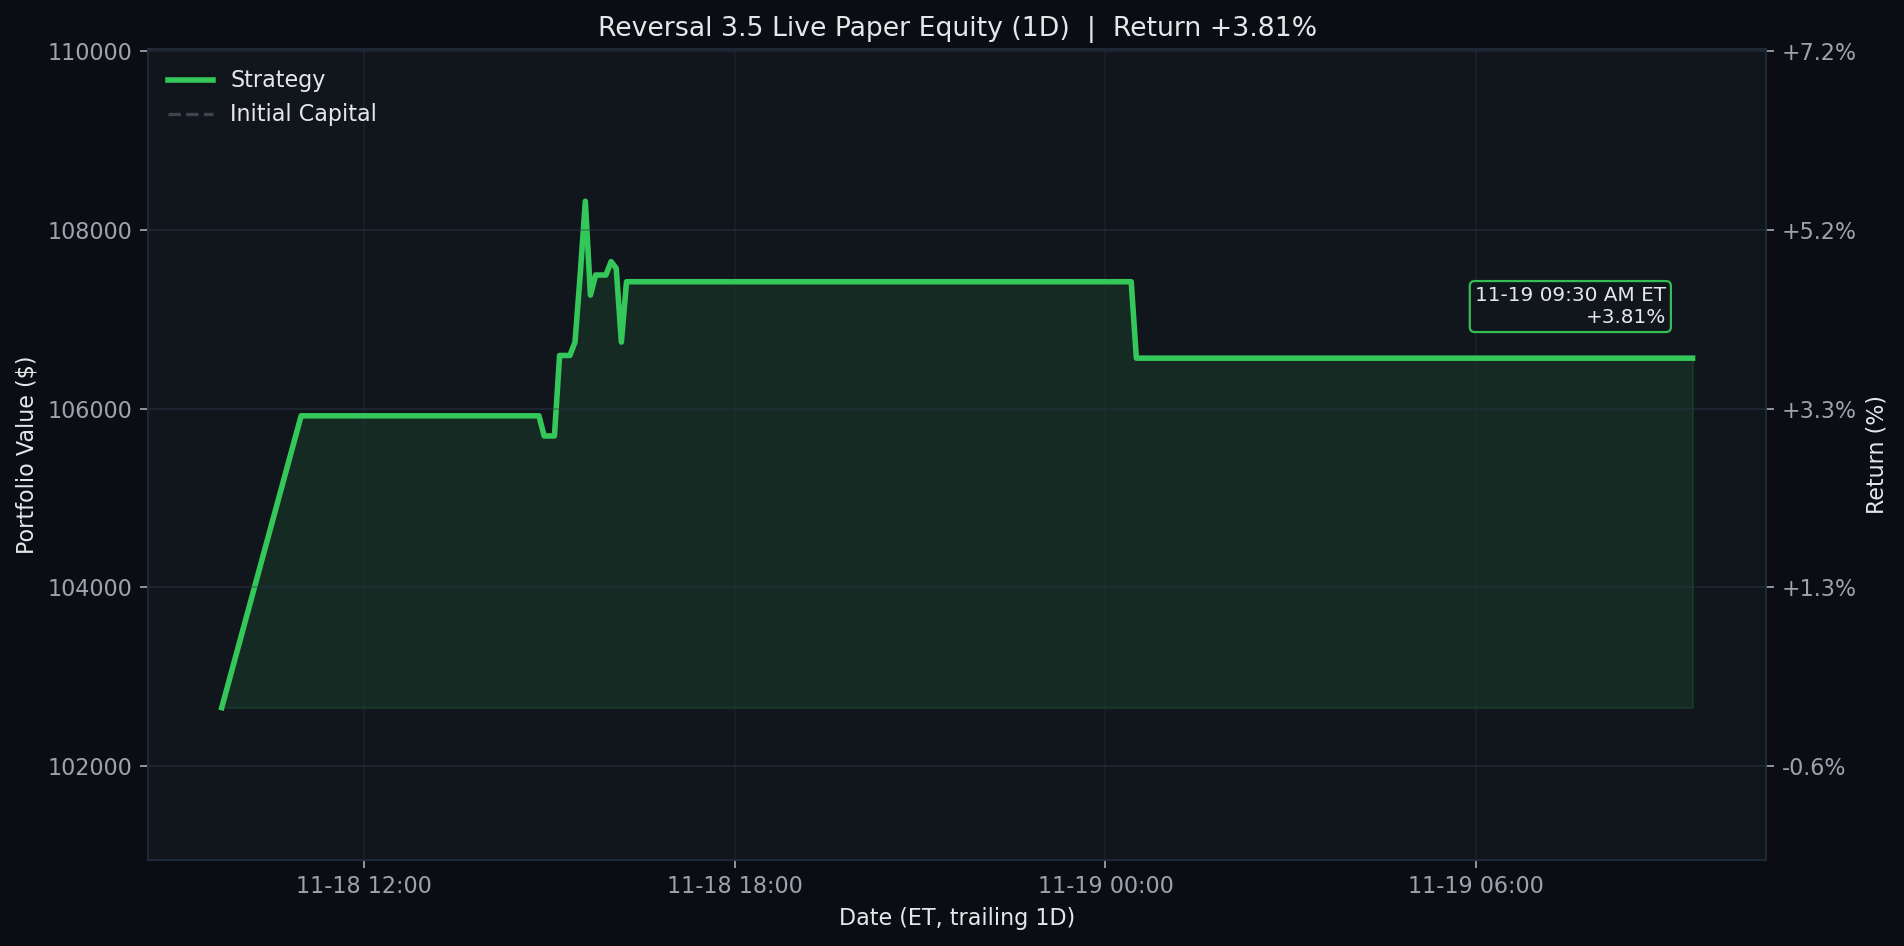 Reversal 3.5 Live Paper Equity (1D) | Return +3.81%
Strategy
Initial Capital
11-19 09:30 AM ET
+3.81%
Portfolio Value ($)
110000
108000
106000
104000
102000
+7.2%
+5.2%
+3.3%
+1.3%
-0.6%
Return (%)
11-18 12:00
11-18 18:00
11-19 00:00
11-19 06:00
Date (ET, trailing 1D)